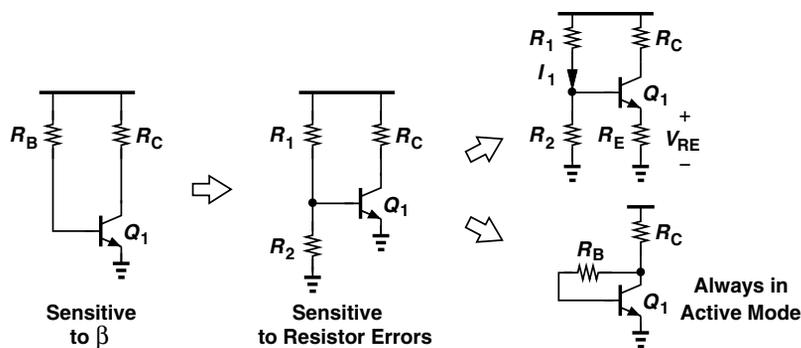 R_B
R_C
Q_1
Sensitive
to β
R_1
R_C
Q_1
R_2
Sensitive
to Resistor Errors
R_1
R_C
I_1
Q_1
R_2
R_E
+
V_RE
−
R_C
R_B
Q_1
Always in
Active Mode